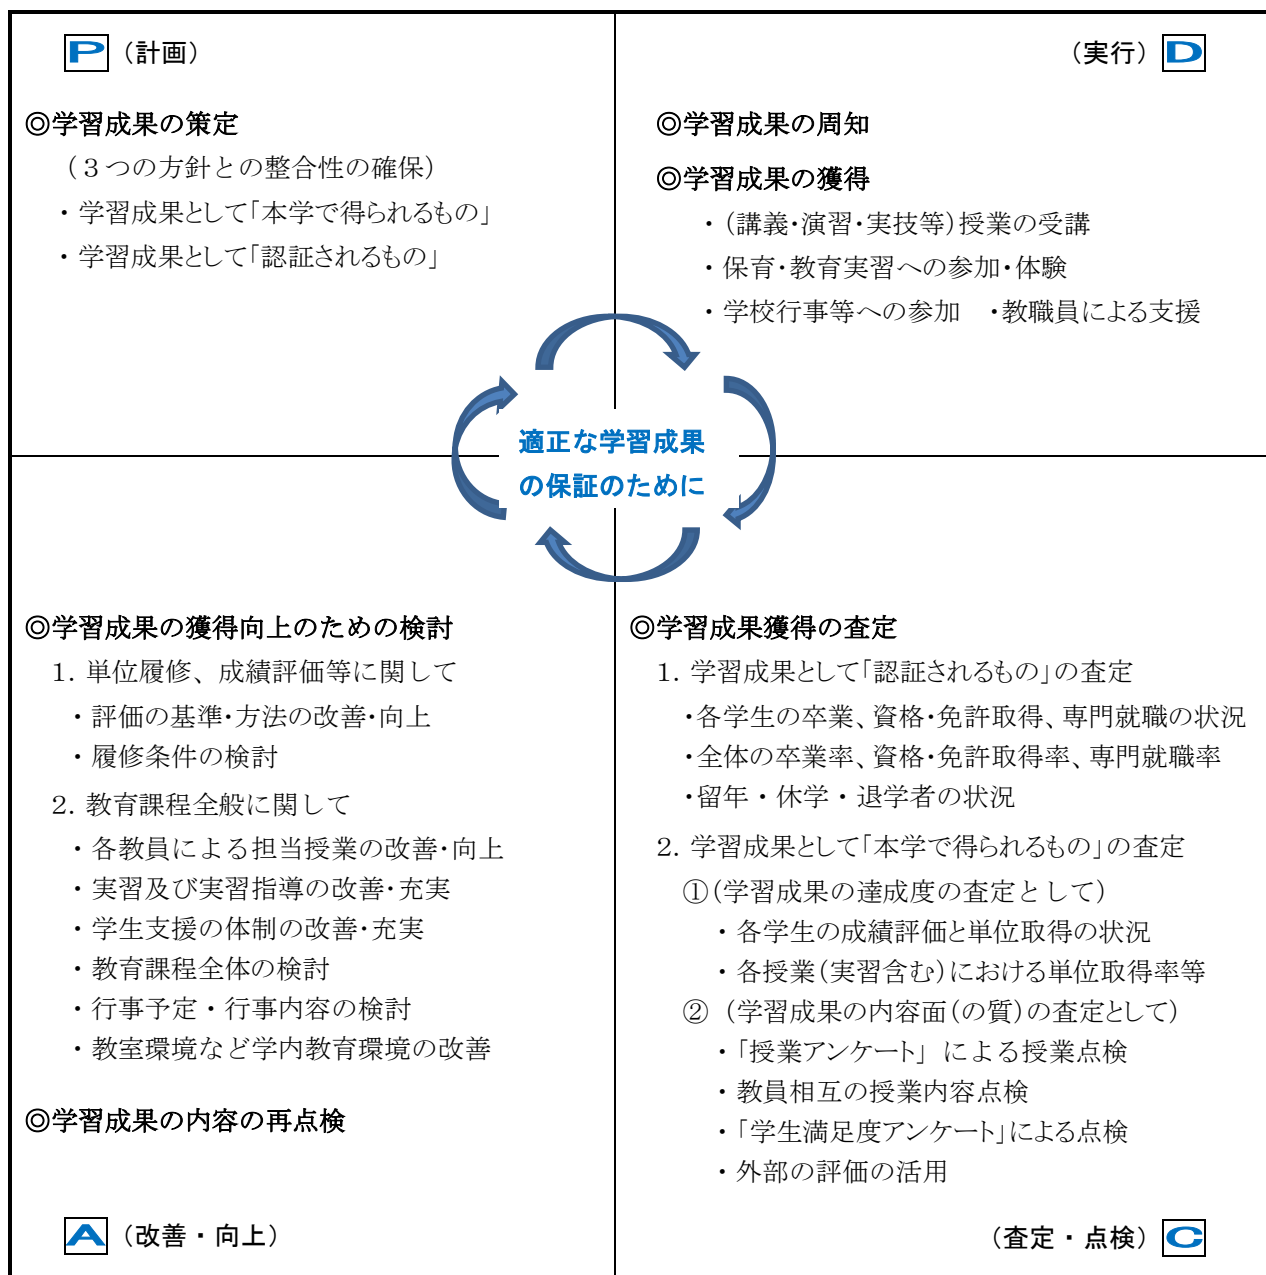 P（計画）
◎学習成果の策定
（３つの方針との整合性の確保）
・学習成果として「本学で得られるもの」
・学習成果として「認証されるもの」
（実行）D
◎学習成果の周知
◎学習成果の獲得
・（講義・演習・実技等）授業の受講
・保育・教育実習への参加・体験
・学校行事等への参加　・教職員による支援
適正な学習成果
の保証のために
◎学習成果の獲得向上のための検討
1. 単位履修、成績評価等に関して
・評価の基準・方法の改善・向上
・履修条件の検討
2. 教育課程全般に関して
・各教員による担当授業の改善・向上
・実習及び実習指導の改善・充実
・学生支援の体制の改善・充実
・教育課程全体の検討
・行事予定・行事内容の検討
・教室環境など学内教育環境の改善
◎学習成果の内容の再点検
A（改善・向上）
◎学習成果獲得の査定
1. 学習成果として「認証されるもの」の査定
・各学生の卒業、資格・免許取得、専門就職の状況
・全体の卒業率、資格・免許取得率、専門就職率
・留年・休学・退学者の状況
2. 学習成果として「本学で得られるもの」の査定
①（学習成果の達成度の査定として）
・各学生の成績評価と単位取得の状況
・各授業（実習含む）における単位取得率等
②（学習成果の内容面（の質）の査定として）
・「授業アンケート」による授業点検
・教員相互の授業内容点検
・「学生満足度アンケート」による点検
・外部の評価の活用
（査定・点検）C